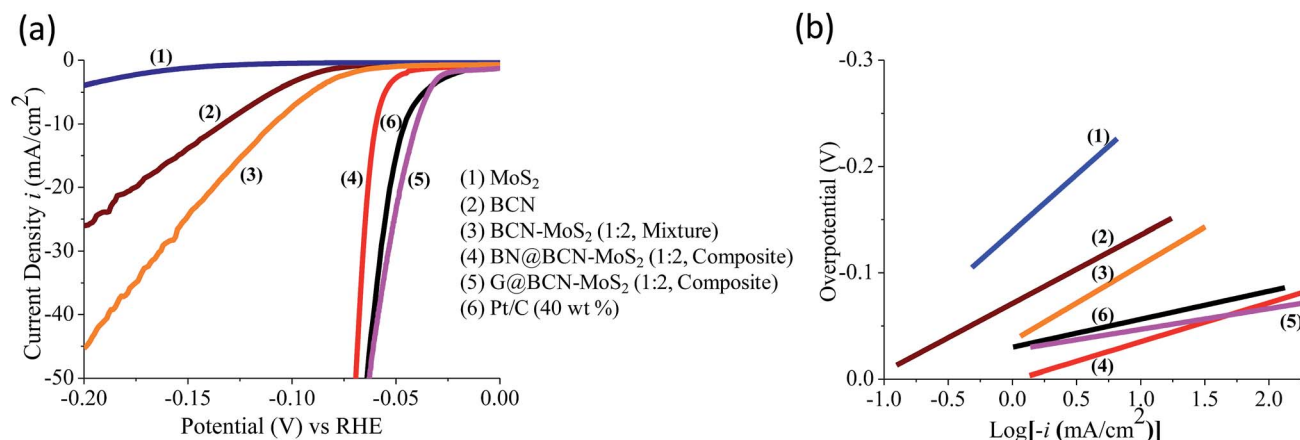 (a)
0
-10
-20
-30
-40
-50
Current Density i (mA/cm²)
-0.20
-0.15
-0.10
-0.05
0.00
Potential (V) vs RHE
(1)
(2)
(3)
(4)
(5)
(6)
(1) MoS₂
(2) BCN
(3) BCN-MoS₂ (1:2, Mixture)
(4) BN@BCN-MoS₂ (1:2, Composite)
(5) G@BCN-MoS₂ (1:2, Composite)
(6) Pt/C (40 wt %)
(b)
-0.3
-0.2
-0.1
0.0
Overpotential (V)
-1.0
-0.5
0.0
0.5
1.0
1.5
2.0
Log[-i (mA/cm²)]
(1)
(2)
(3)
(6)
(5)
(4)